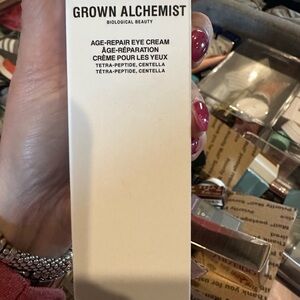 GROWN ALCHEMIST
BIOLOGICAL BEAUTY
AGE-REPAIR EYE CREAM
ÂGE-RÉPARATION
CRÈME POUR LES YEUX
TETRA-PEPTIDE, CENTELLA
TÉTRA-PEPTIDE, CENTELLA